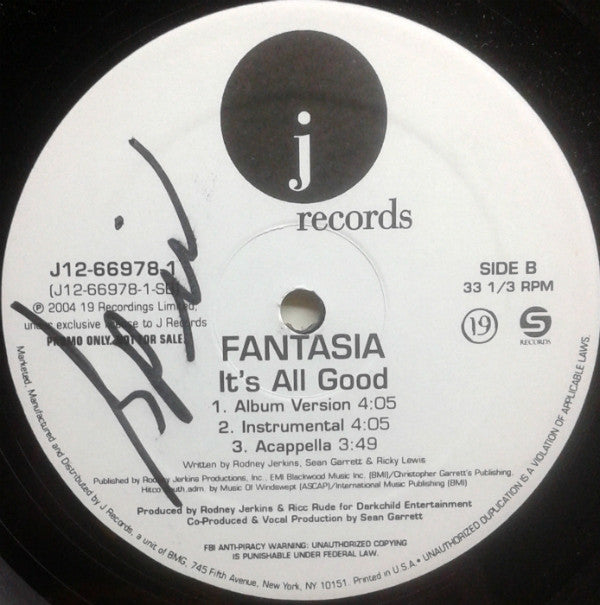 j
records
J12-66978-1
(J12-66978-1-SB)
℗ 2004 19 Recordings Limited,
under exclusive license to J Records
PROMO ONLY. NOT FOR SALE.
SIDE B
33 1/3 RPM
19
S
RECORDS
FANTASIA
It's All Good
1. Album Version 4:05
2. Instrumental 4:05
3. Acappella 3:49
Written by Rodney Jerkins, Sean Garrett & Ricky Lewis
Published by Rodney Jerkins Productions, Inc., EMI Blackwood Music Inc. (BMI)/Christopher Garrett's Publishing,
Hitco South,adm. by Music Of Windswept (ASCAP)/International Music Publishing (BMI)
Produced by Rodney Jerkins & Ricc Rude for Darkchild Entertainment
Co-Produced & Vocal Production by Sean Garrett
FBI ANTI-PIRACY WARNING: UNAUTHORIZED COPYING
IS PUNISHABLE UNDER FEDERAL LAW.
Marketed, Manufactured and Distributed by J Records, a unit of BMG, 745 Fifth Avenue, New York, NY 10151. Printed in U.S.A • UNAUTHORIZED DUPLICATION IS A VIOLATION OF APPLICABLE LAWS.